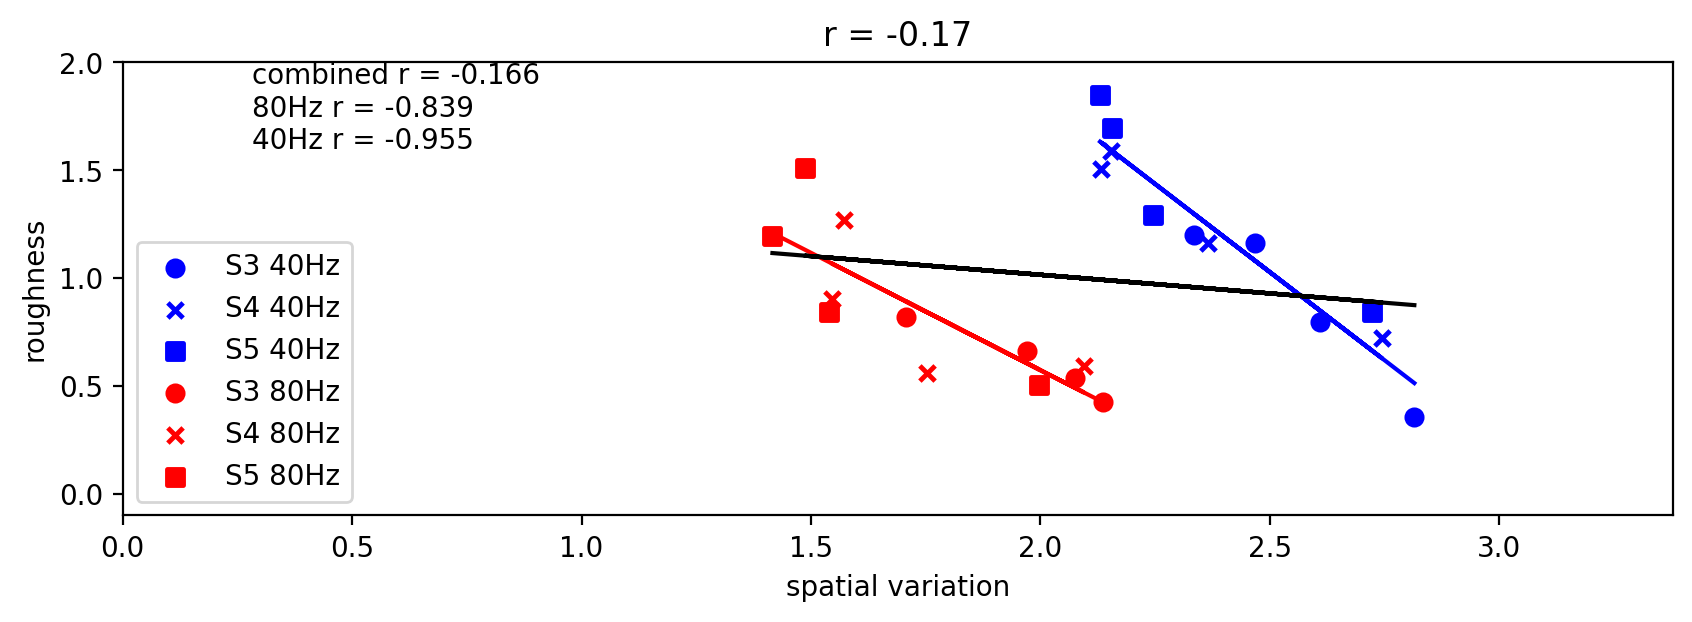 r = -0.17
combined r = -0.166
80Hz r = -0.839
40Hz r = -0.955
2.0
1.5
1.0
0.5
0.0
roughness
S3 40Hz
S4 40Hz
S5 40Hz
S3 80Hz
S4 80Hz
S5 80Hz
0.0 0.5 1.0 1.5 2.0 2.5 3.0
spatial variation